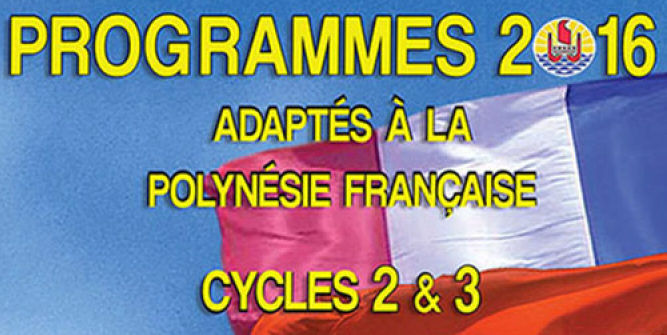 PROGRAMMES 2016
ADAPTÉS À LA
POLYNÉSIE FRANÇAISE
CYCLES 2 & 3